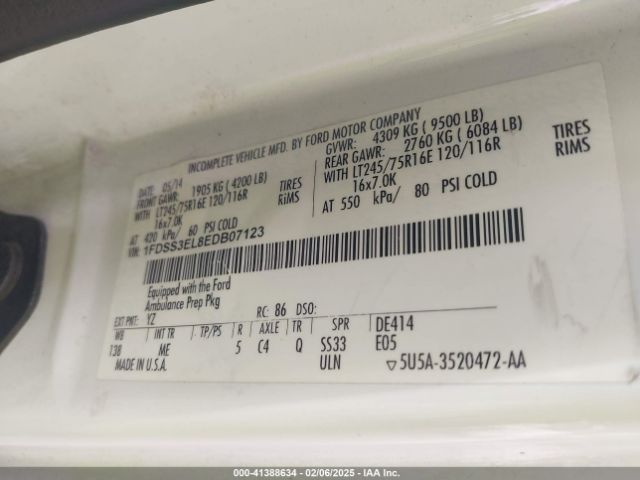 INCOMPLETE VEHICLE MFD. BY FORD MOTOR COMPANY
DATE: 05/14 GVWR: 4309 KG ( 9500 LB)
FRONT GAWR: 1905 KG ( 4200 LB) REAR GAWR: 2760 KG ( 6084 LB)
WITH LT245/75R16E 120/116R TIRES WITH LT245/75R16E 120/116R TIRES
16x7.0K RIMS 16x7.0K RIMS
AT 420 kPa/ 60 PSI COLD AT 550 kPa/ 80 PSI COLD
VIN: 1FDSS3EL8EDB07123
Equipped with the Ford
Ambulance Prep Pkg
EXT PNT: YZ RC: 86 DSO:
WB INT TR TP/PS R AXLE TR SPR DE414
138 ME 5 C4 Q SS33 E05
MADE IN U.S.A. ULN ▽5U5A-3520472-AA
000-41388634 / 02/06/2025 - IAA Inc.